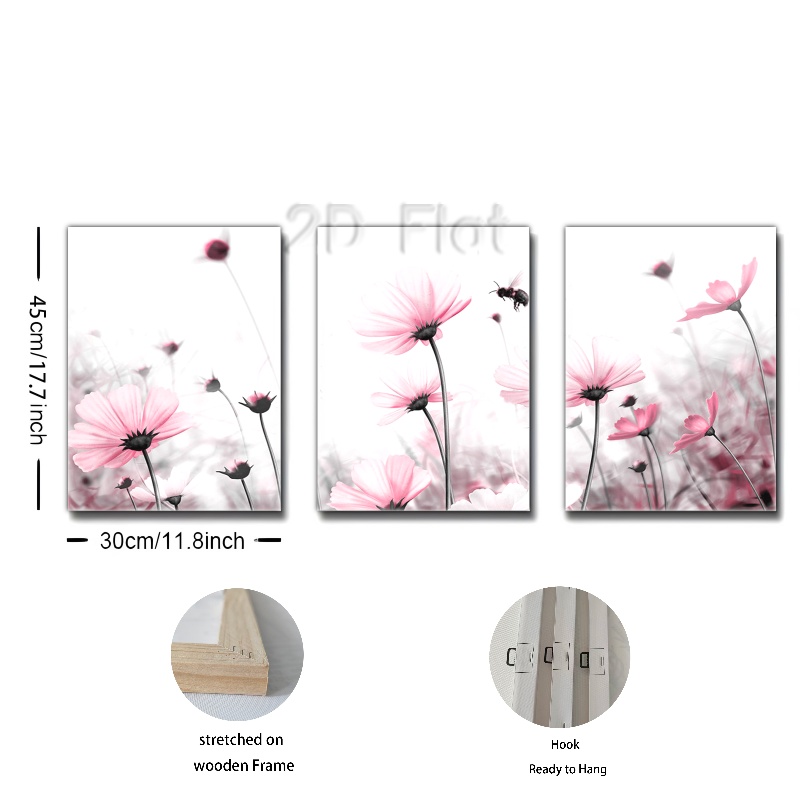 2D Flat
45cm/17.7inch
30cm/11.8inch
stretched on
wooden Frame
Hook
Ready to Hang